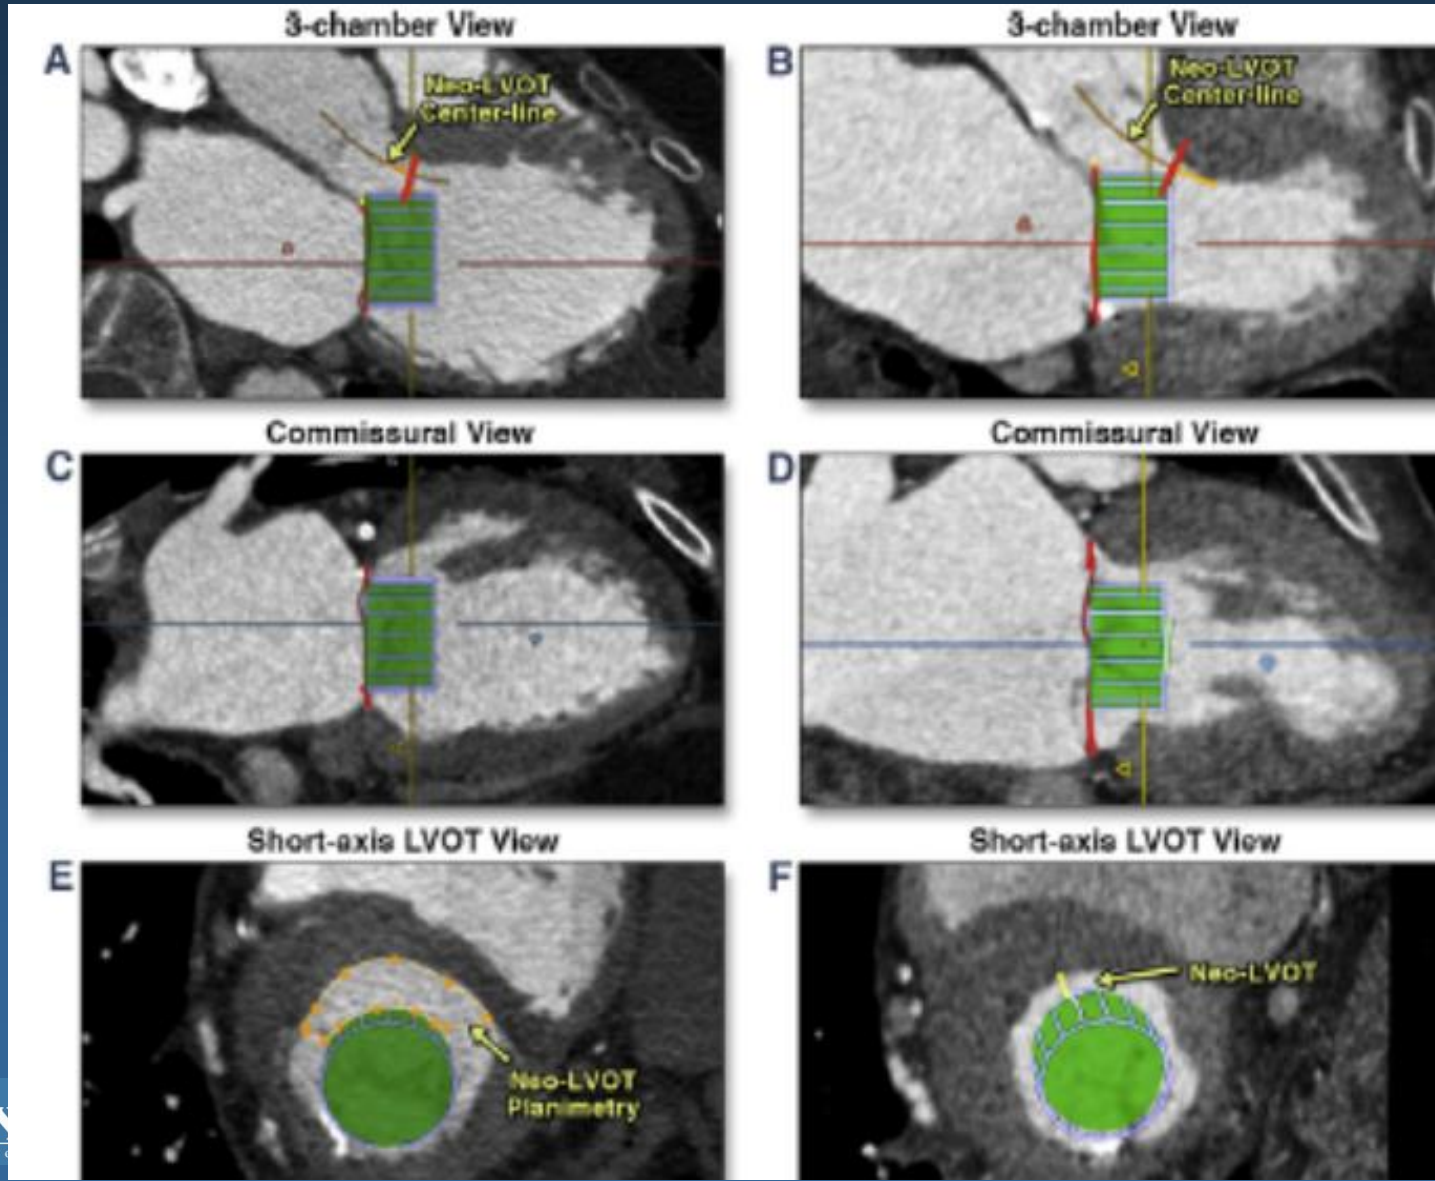 3-chamber View
3-chamber View
A
B
Neo-LVOT
Center-line
Neo-LVOT
Center-line
Commissural View
Commissural View
C
D
Short-axis LVOT View
Short-axis LVOT View
E
F
Neo-LVOT
Planimetry
Neo-LVOT